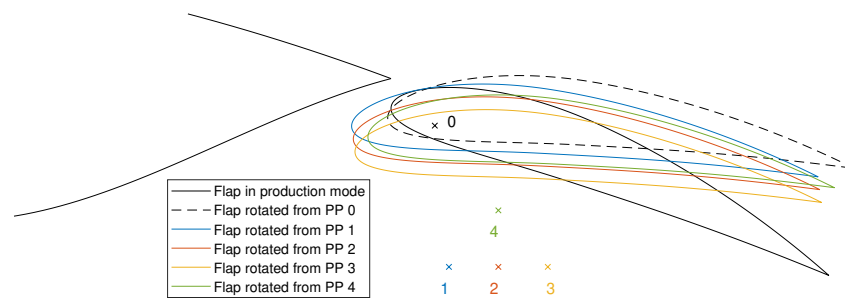 0
Flap in production mode
Flap rotated from PP 0
Flap rotated from PP 1
Flap rotated from PP 2
Flap rotated from PP 3
Flap rotated from PP 4
4
1 2 3